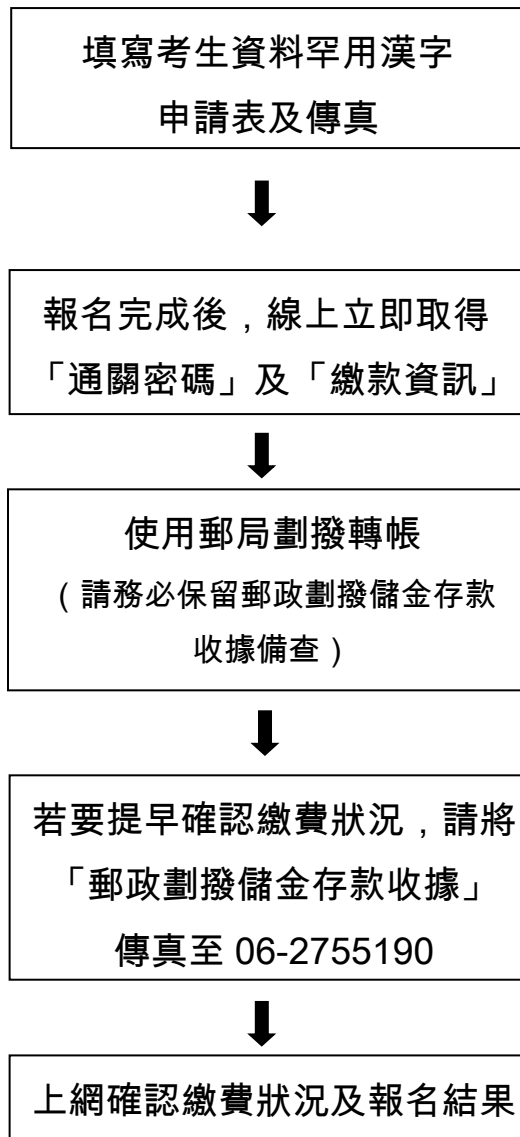 填寫考生資料罕用漢字
申請表及傳真
報名完成後，線上立即取得
「通關密碼」及「繳款資訊」
使用郵局劃撥轉帳
（請務必保留郵政劃撥儲金存款
收據備查）
若要提早確認繳費狀況，請將
「郵政劃撥儲金存款收據」
傳真至 06-2755190
上網確認繳費狀況及報名結果